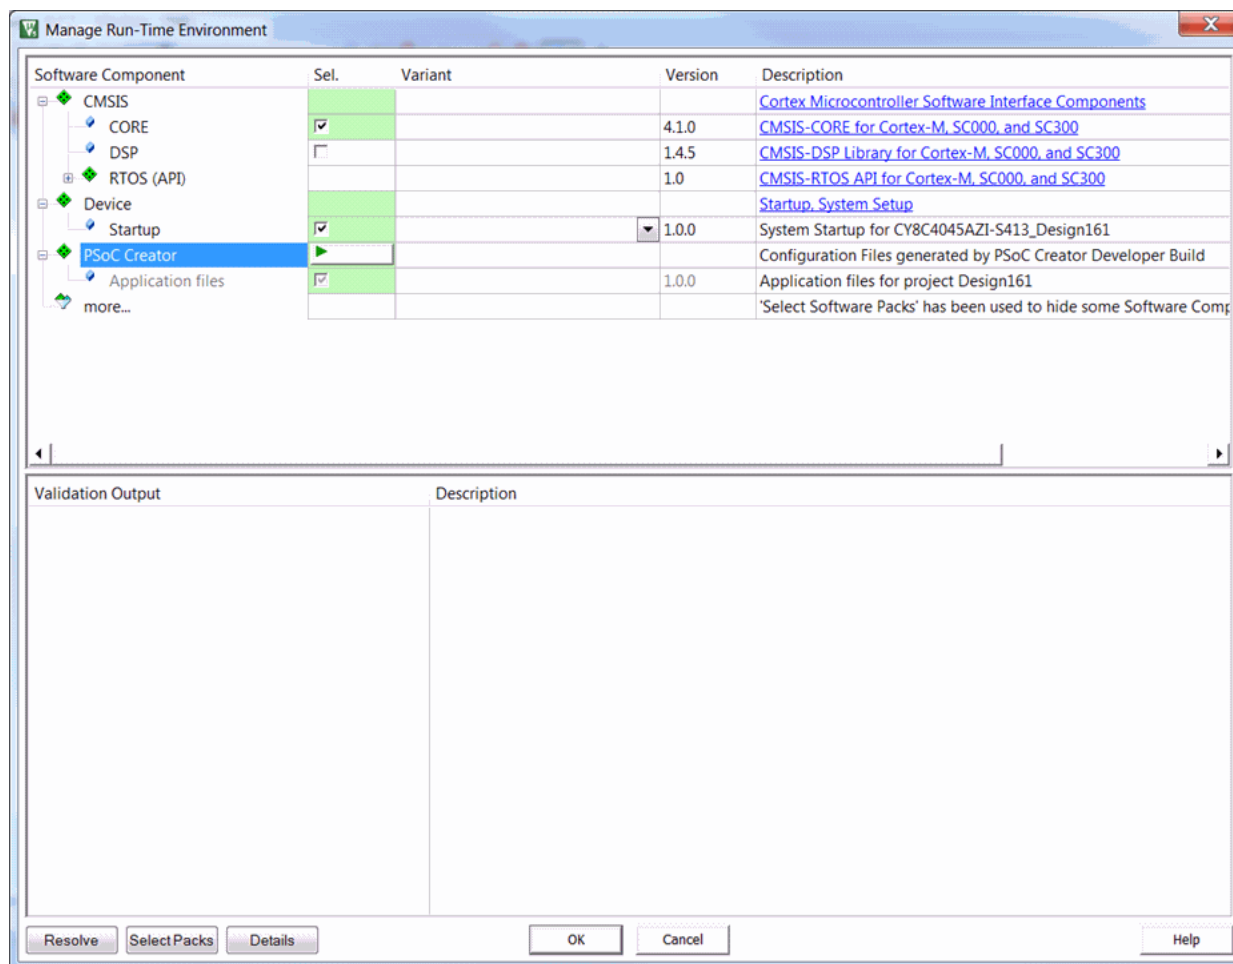 Manage Run-Time Environment
Software Component Sel. Variant Version Description
CMSIS Cortex Microcontroller Software Interface Components
CORE 4.1.0 CMSIS-CORE for Cortex-M, SC000, and SC300
DSP 1.4.5 CMSIS-DSP Library for Cortex-M, SC000, and SC300
RTOS (API) 1.0 CMSIS-RTOS API for Cortex-M, SC000, and SC300
Device Startup, System Setup
Startup 1.0.0 System Startup for CY8C4045AZI-S413_Design161
PSoC Creator Configuration Files generated by PSoC Creator Developer Build
Application files 1.0.0 Application files for project Design161
more... 'Select Software Packs' has been used to hide some Software Comp
Validation Output Description
Resolve Select Packs Details OK Cancel Help